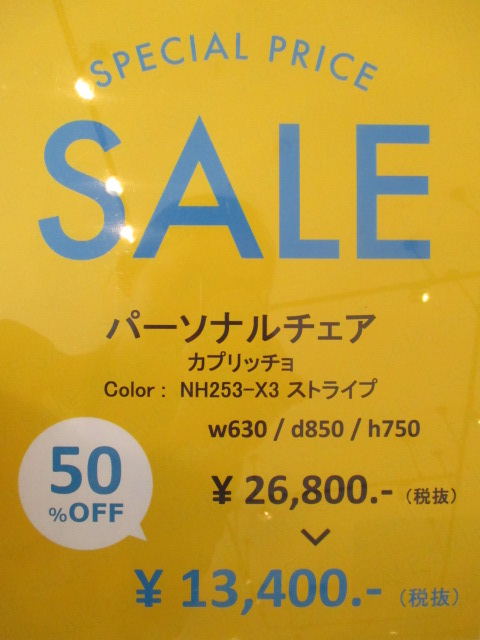 SPECIAL PRICE
SALE
パーソナルチェア
カプリッチョ
Color : NH253-X3 ストライプ
w630 / d850 / h750
50
%OFF
¥ 26,800.- (税抜)
¥ 13,400.- (税抜)